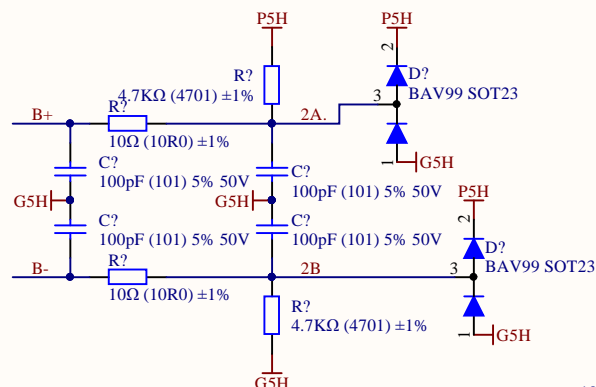 P5H
P5H
2
R?
D?
4.7KΩ (4701) ±1%
BAV99 SOT23
B+
R?
2A.
3
10Ω (10R0) ±1%
1
G5H
C?
C?
100pF (101) 5% 50V
100pF (101) 5% 50V
P5H
G5H
G5H
2
C?
C?
100pF (101) 5% 50V
100pF (101) 5% 50V
D?
BAV99 SOT23
B-
R?
2B
3
10Ω (10R0) ±1%
R?
4.7KΩ (4701) ±1%
1
G5H
G5H